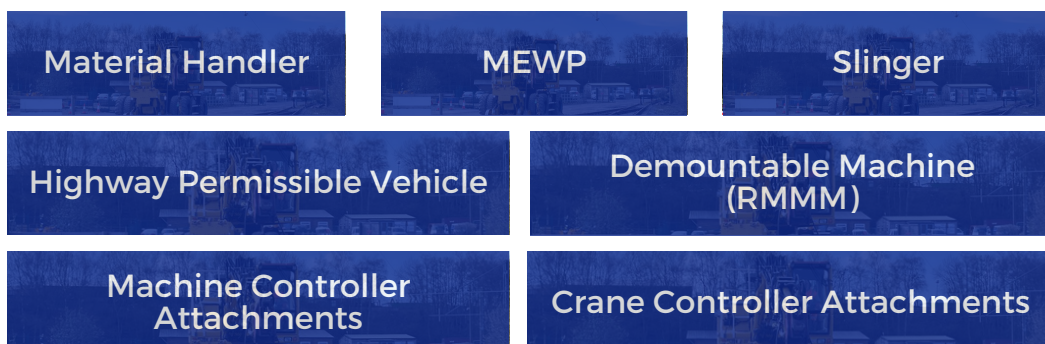 Material Handler
MEWP
Slinger
Highway Permissible Vehicle
Demountable Machine
(RMMM)
Machine Controller
Attachments
Crane Controller Attachments